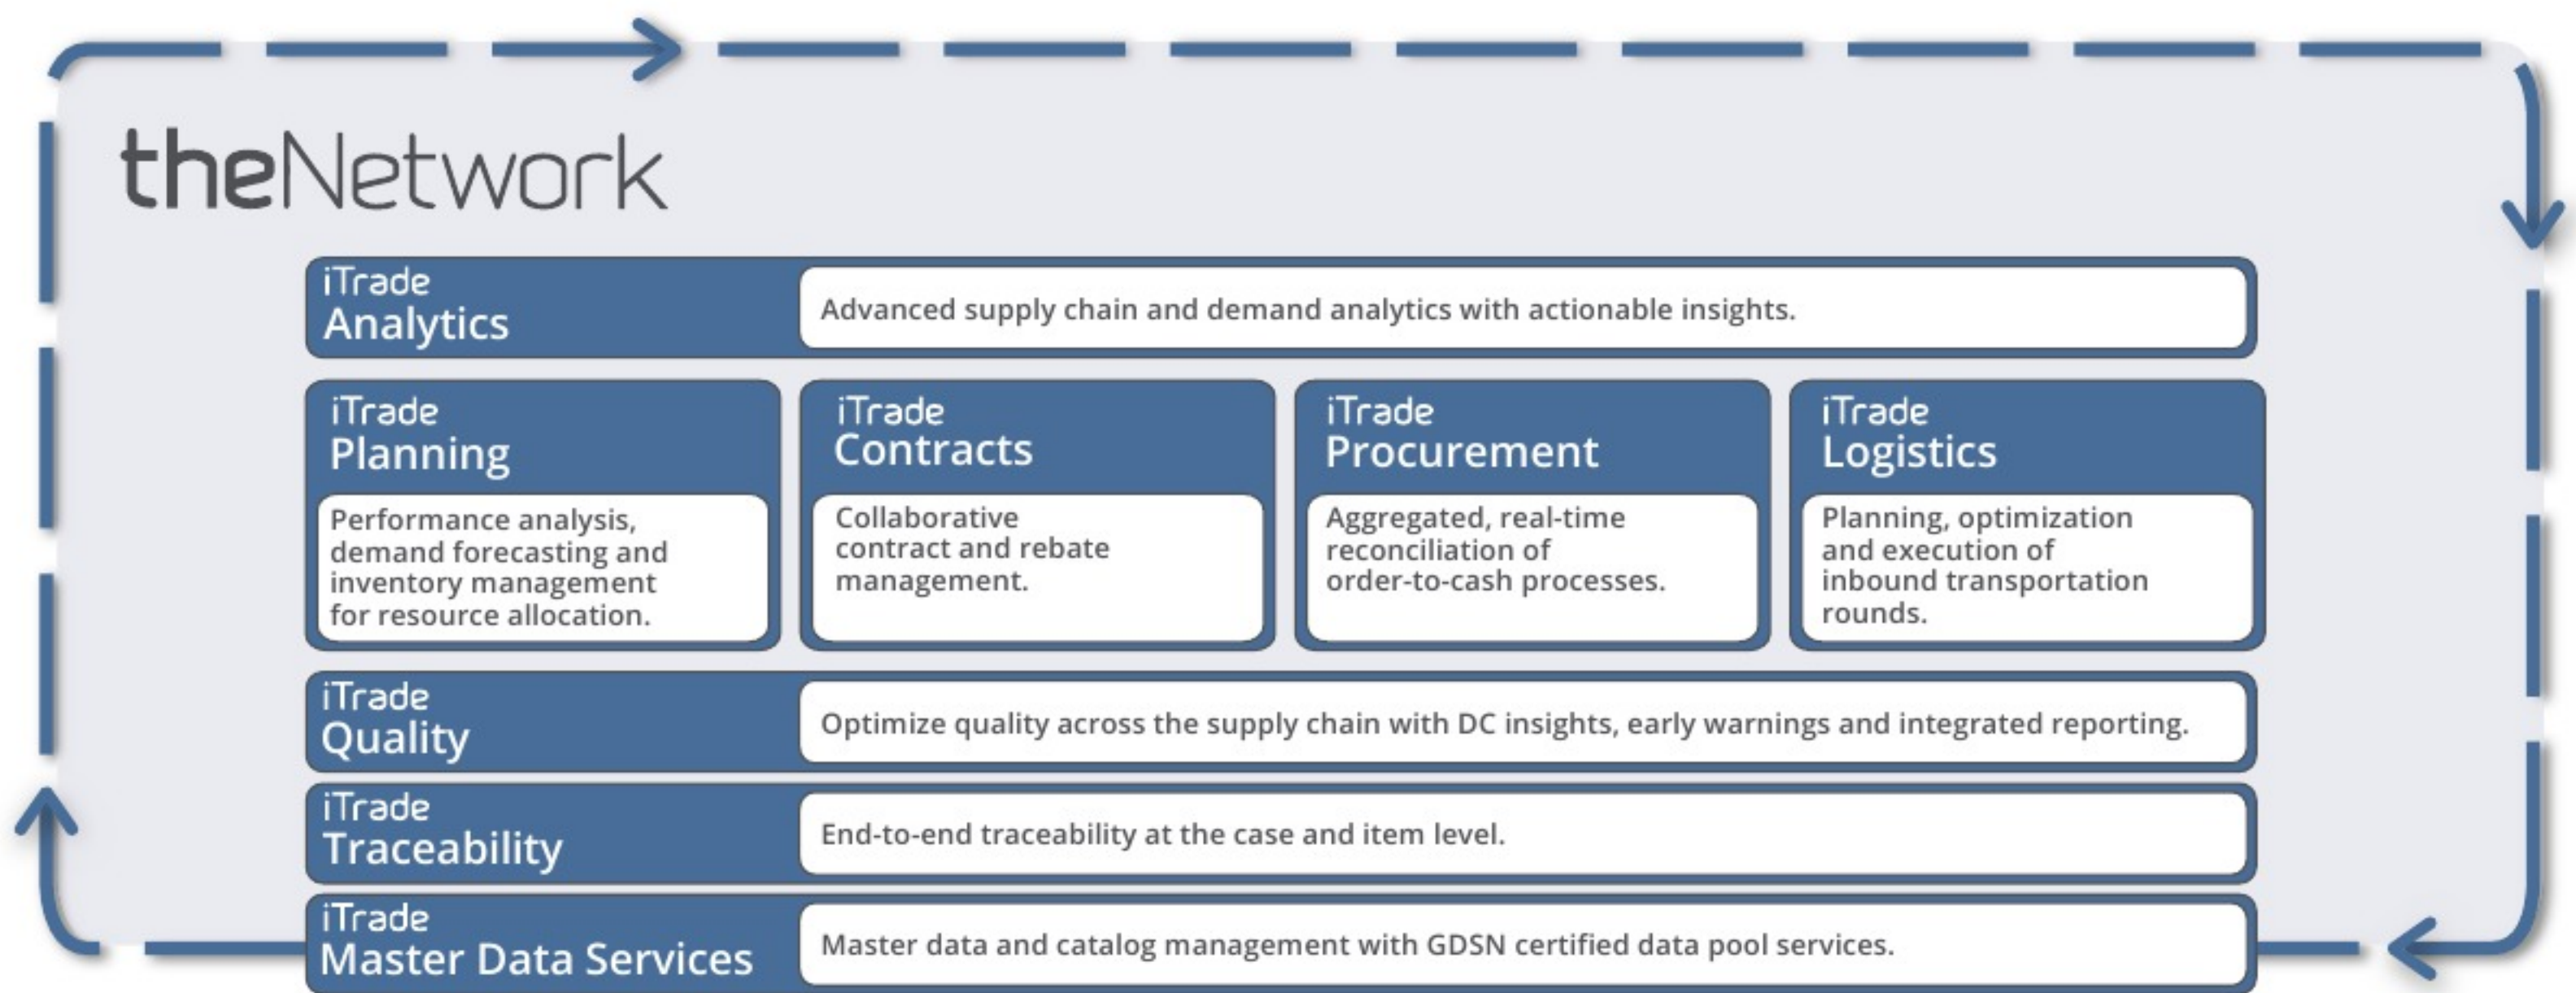 theNetwork
iTrade
Analytics
Advanced supply chain and demand analytics with actionable insights.
iTrade
Planning
Performance analysis,
demand forecasting and
inventory management
for resource allocation.
iTrade
Contracts
Collaborative
contract and rebate
management.
iTrade
Procurement
Aggregated, real-time
reconciliation of
order-to-cash processes.
iTrade
Logistics
Planning, optimization
and execution of
inbound transportation
rounds.
iTrade
Quality
Optimize quality across the supply chain with DC insights, early warnings and integrated reporting.
iTrade
Traceability
End-to-end traceability at the case and item level.
iTrade
Master Data Services
Master data and catalog management with GDSN certified data pool services.